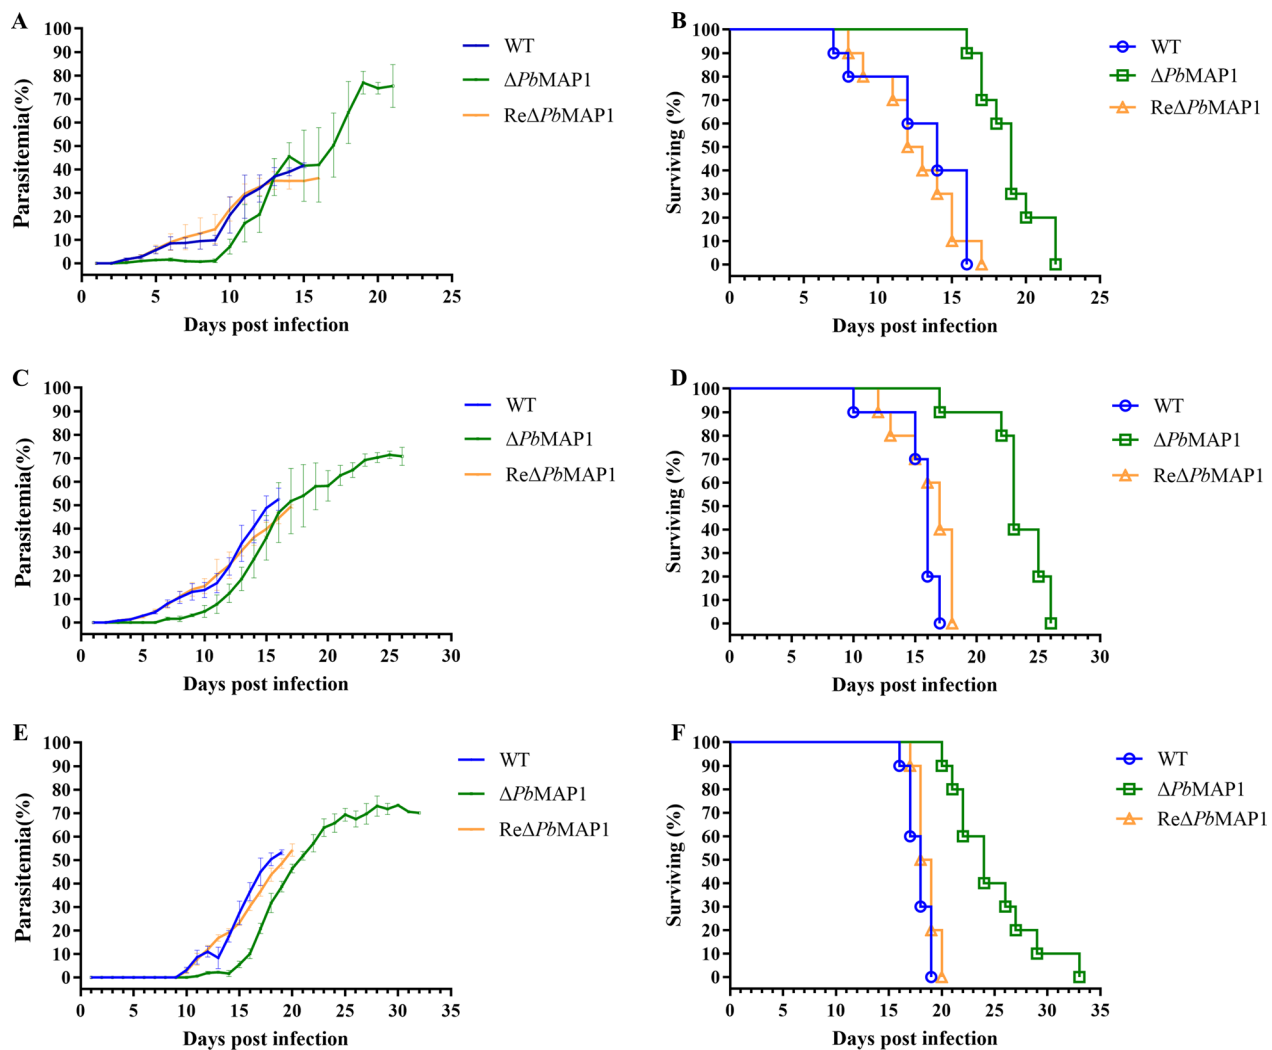 A
Parasitemia(%)
100
90
80
70
60
50
40
30
20
10
0
0 5 10 15 20 25
Days post infection
WT
ΔPbMAP1
ReΔPbMAP1
B
Surviving (%)
100
90
80
70
60
50
40
30
20
10
0
0 5 10 15 20 25
Days post infection
WT
ΔPbMAP1
ReΔPbMAP1
C
Parasitemia(%)
100
90
80
70
60
50
40
30
20
10
0
0 5 10 15 20 25 30
Days post infection
WT
ΔPbMAP1
ReΔPbMAP1
D
Surviving (%)
100
90
80
70
60
50
40
30
20
10
0
0 5 10 15 20 25 30
Days post infection
WT
ΔPbMAP1
ReΔPbMAP1
E
Parasitemia(%)
100
90
80
70
60
50
40
30
20
10
0
0 5 10 15 20 25 30 35
Days post infection
WT
ΔPbMAP1
ReΔPbMAP1
F
Surviving (%)
100
90
80
70
60
50
40
30
20
10
0
0 5 10 15 20 25 30 35
Days post infection
WT
ΔPbMAP1
ReΔPbMAP1